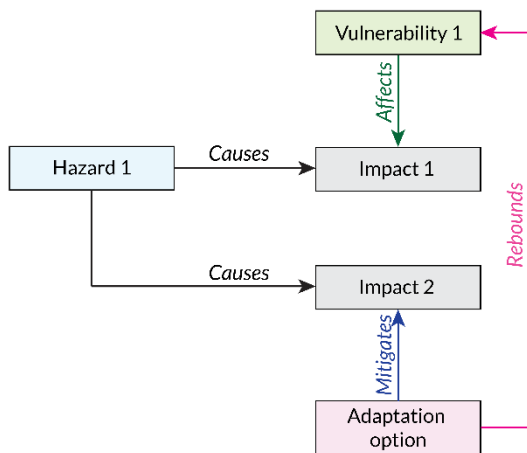 Vulnerability 1
Affects
Causes
Hazard 1
Impact 1
Rebounds
Causes
Impact 2
Mitigates
Adaptation
option